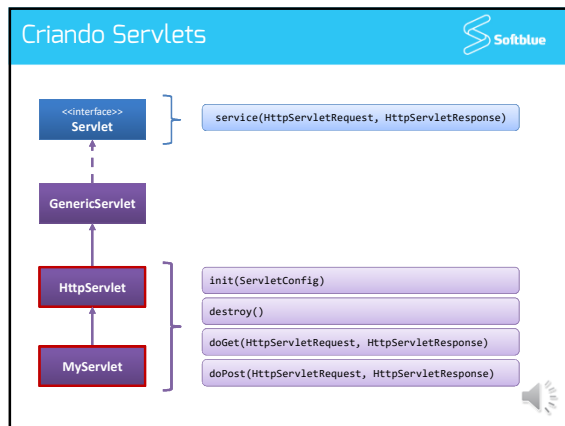 Criando Servlets
Softblue
<<interface>>
Servlet
service(HttpServletRequest, HttpServletResponse)
GenericServlet
HttpServlet
MyServlet
init(ServletConfig)
destroy()
doGet(HttpServletRequest, HttpServletResponse)
doPost(HttpServletRequest, HttpServletResponse)